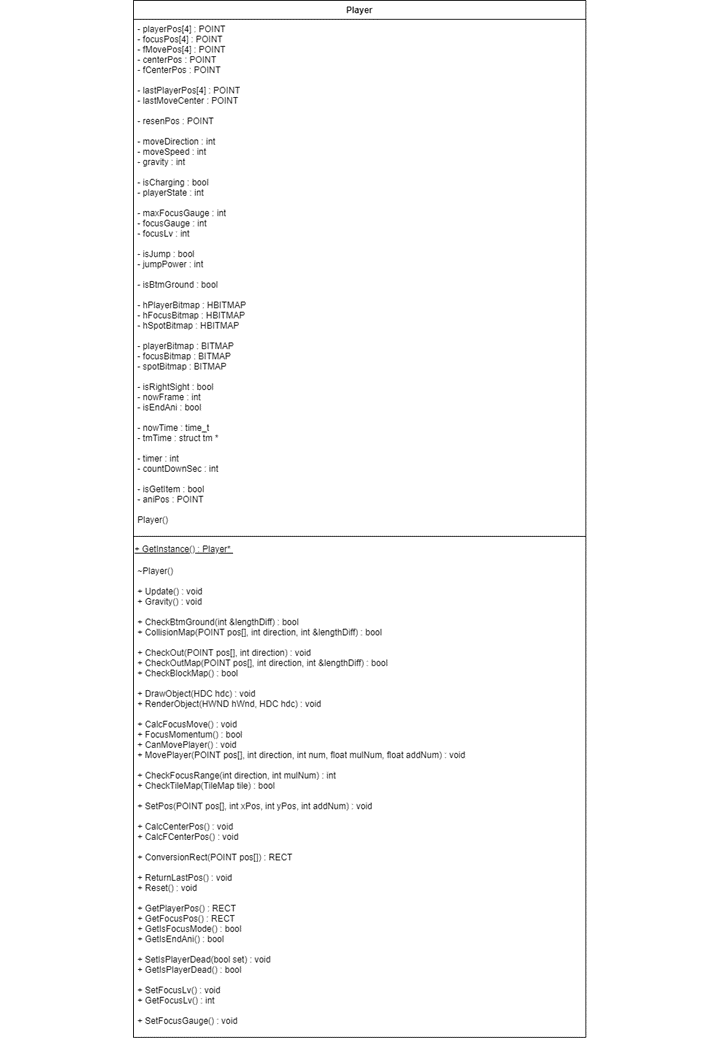 Player
- playerPos[4] : POINT
- focusPos[4] : POINT
- fMovePos[4] : POINT
- centerPos : POINT
- fCenterPos : POINT
- lastPlayerPos[4] : POINT
- lastMoveCenter : POINT
- resenPos : POINT
- moveDirection : int
- moveSpeed : int
- gravity : int
- isCharging : bool
- playerState : int
- maxFocusGauge : int
- focusGauge : int
- focusLv : int
- isJump : bool
- jumpPower : int
- isBtmGround : bool
- hPlayerBitmap : HBITMAP
- hFocusBitmap : HBITMAP
- hSpotBitmap : HBITMAP
- playerBitmap : BITMAP
- focusBitmap : BITMAP
- spotBitmap : BITMAP
- isRightSight : bool
- nowFrame : int
- isEndAni : bool
- nowTime : time_t
- tmTime : struct tm *
- timer : int
- countDownSec : int
- isGetItem : bool
- aniPos : POINT
Player()
+ GetInstance() : Player*
~Player()
+ Update() : void
+ Gravity() : void
+ CheckBtmGround(int &lengthDiff) : bool
+ CollisionMap(POINT pos[], int direction, int &lengthDiff) : bool
+ CheckOut(POINT pos[], int direction) : void
+ CheckOutMap(POINT pos[], int direction, int &lengthDiff) : bool
+ CheckBlockMap() : bool
+ DrawObject(HDC hdc) : void
+ RenderObject(HWND hWnd, HDC hdc) : void
+ CalcFocusMove() : void
+ FocusMomentum() : bool
+ CanMovePlayer() : void
+ MovePlayer(POINT pos[], int direction, int num, float mulNum, float addNum) : void
+ CheckFocusRange(int direction, int mulNum) : int
+ CheckTileMap(TileMap tile) : bool
+ SetPos(POINT pos[], int xPos, int yPos, int addNum) : void
+ CalcCenterPos() : void
+ CalcFCenterPos() : void
+ ConversionRect(POINT pos[]) : RECT
+ ReturnLastPos() : void
+ Reset() : void
+ GetPlayerPos() : RECT
+ GetFocusPos() : RECT
+ GetIsFocusMode() : bool
+ GetIsEndAni() : bool
+ SetIsPlayerDead(bool set) : void
+ GetIsPlayerDead() : bool
+ SetFocusLv() : void
+ GetFocusLv() : int
+ SetFocusGauge() : void